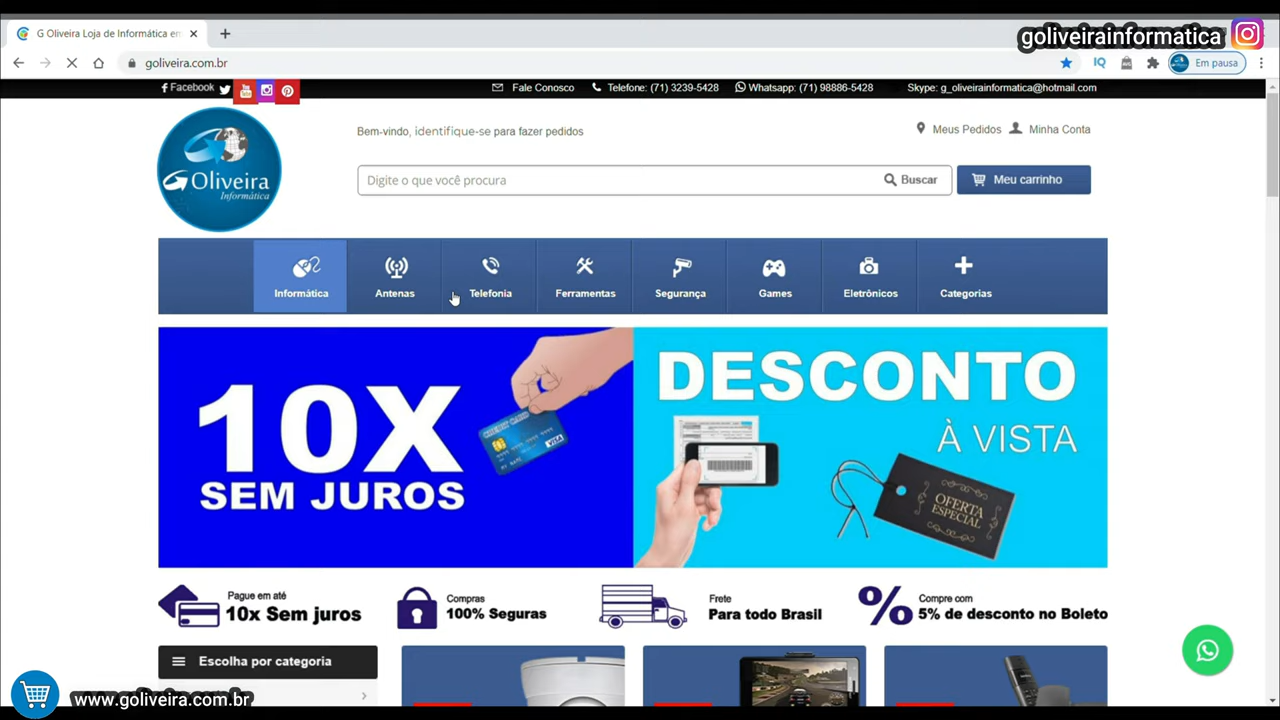 G Oliveira Loja de Informática en
goliveirainformatica
goliveira.com.br
IQ
Em pausa
Facebook
Fale Conosco
Telefone: (71) 3239-5428
Whatsapp: (71) 98886-5428
Skype: g_oliveirainformatica@hotmail.com
G Oliveira
Informática
Bem-vindo, identifique-se para fazer pedidos
Meus Pedidos
Minha Conta
Digite o que você procura
Buscar
Meu carrinho
Informática
Antenas
Telefonia
Ferramentas
Segurança
Games
Eletrônicos
Categorias
10X
SEM JUROS
VISA
DESCONTO
À VISTA
OFERTA
ESPECIAL
Pague em até
10x Sem juros
Compras
100% Seguras
Frete
Para todo Brasil
%
Compre com
5% de desconto no Boleto
Escolha por categoria
www.goliveira.com.br